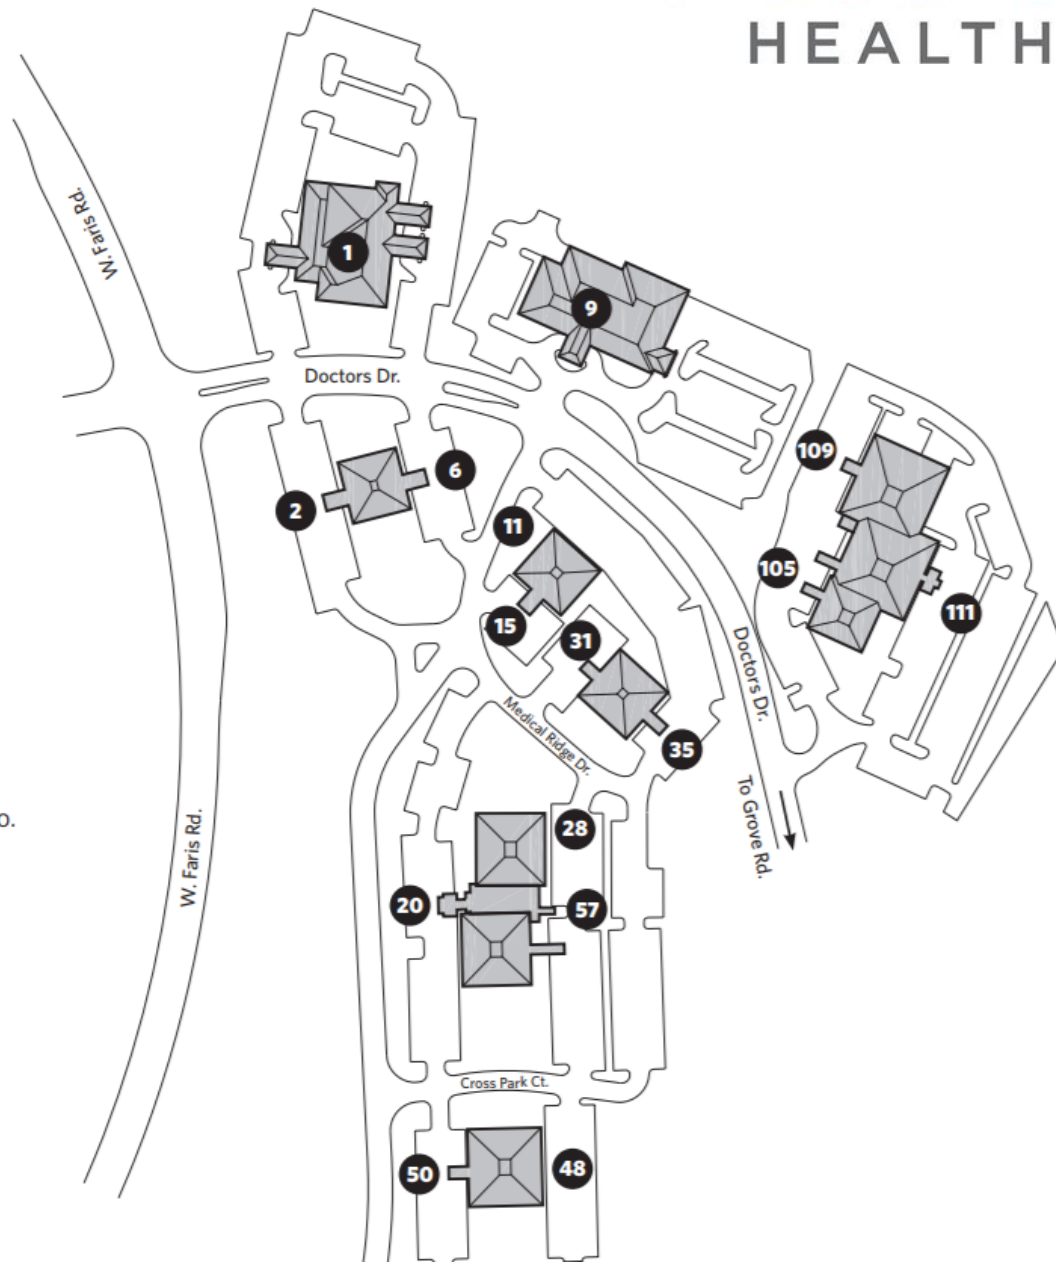 HEALTH
W. Faris Rd.
1
9
Doctors Dr.
109
6
2
11
105
111
15
31
Doctors Dr.
Medical Ridge Dr.
35
To Grove Rd.
W. Faris Rd.
28
20
57
Cross Park Ct.
50
48